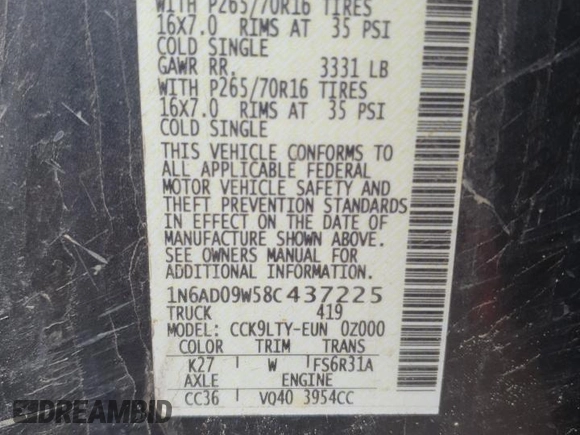 WITH P265/70R16 TIRES
16X7.0 RIMS AT 35 PSI
COLD SINGLE
GAWR RR. 3331 LB
WITH P265/70R16 TIRES
16X7.0 RIMS AT 35 PSI
COLD SINGLE
THIS VEHICLE CONFORMS TO
ALL APPLICABLE FEDERAL
MOTOR VEHICLE SAFETY AND
THEFT PREVENTION STANDARDS
IN EFFECT ON THE DATE OF
MANUFACTURE SHOWN ABOVE.
SEE OWNERS MANUAL FOR
ADDITIONAL INFORMATION.
1N6AD09W58C437225
TRUCK 419
MODEL: CCK9LTY-EUN 0Z000
COLOR TRIM TRANS
K27 W FS6R31A
AXLE ENGINE
CC36 VQ40 3954CC
© DREAMBID